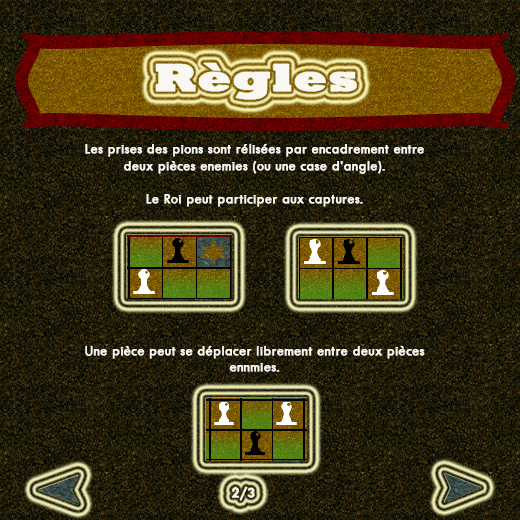 Règles
Les prises des pions sont rélisées par encadrement entre
deux pièces enemies (ou une case d'angle).
Le Roi peut participer aux captures.
Une pièce peut se déplacer librement entre deux pièces
ennmies.
2/3